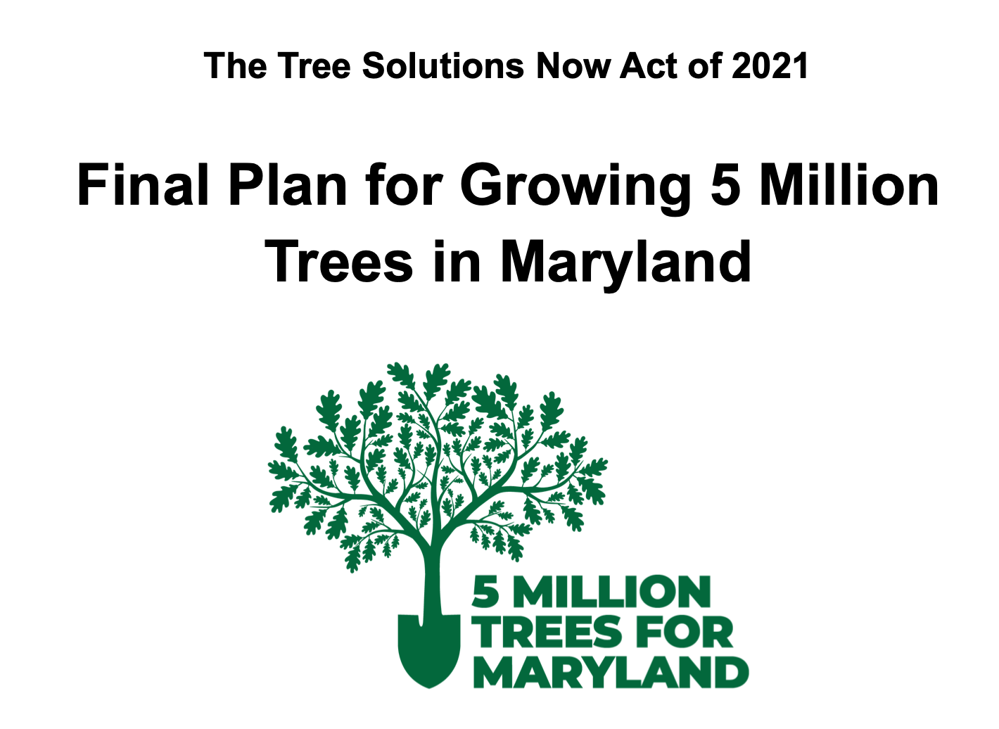 The Tree Solutions Now Act of 2021
Final Plan for Growing 5 Million
Trees in Maryland
5 MILLION
TREES FOR
MARYLAND